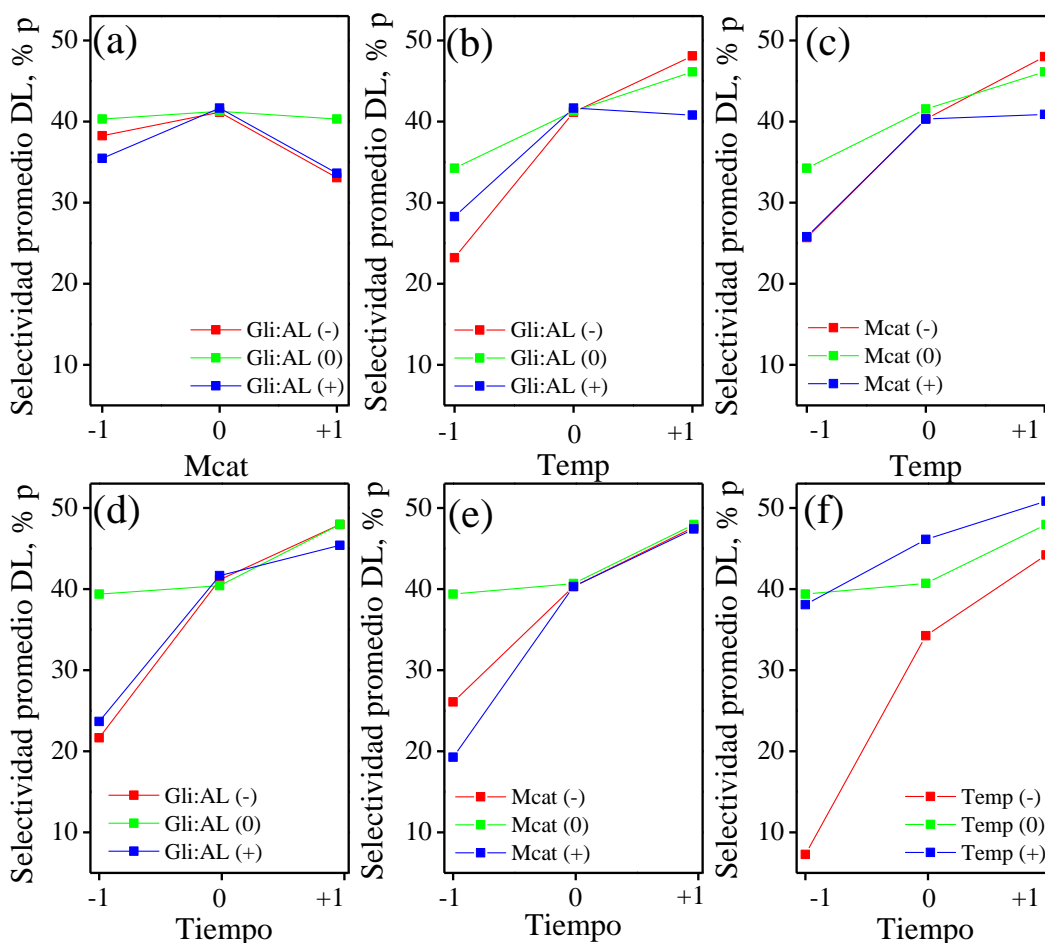 (a)
Selectividad promedio DL, % p
50
40
30
20
10
Gli:AL (-)
Gli:AL (0)
Gli:AL (+)
-1 0 +1
Mcat
(b)
Selectividad promedio DL, % p
50
40
30
20
10
Gli:AL (-)
Gli:AL (0)
Gli:AL (+)
-1 0 +1
Temp
(c)
Selectividad promedio DL, % p
50
40
30
20
10
Mcat (-)
Mcat (0)
Mcat (+)
-1 0 +1
Temp
(d)
Selectividad promedio DL, % p
50
40
30
20
10
Gli:AL (-)
Gli:AL (0)
Gli:AL (+)
-1 0 +1
Tiempo
(e)
Selectividad promedio DL, % p
50
40
30
20
10
Mcat (-)
Mcat (0)
Mcat (+)
-1 0 +1
Tiempo
(f)
Selectividad promedio DL, % p
50
40
30
20
10
Temp (-)
Temp (0)
Temp (+)
-1 0 +1
Tiempo